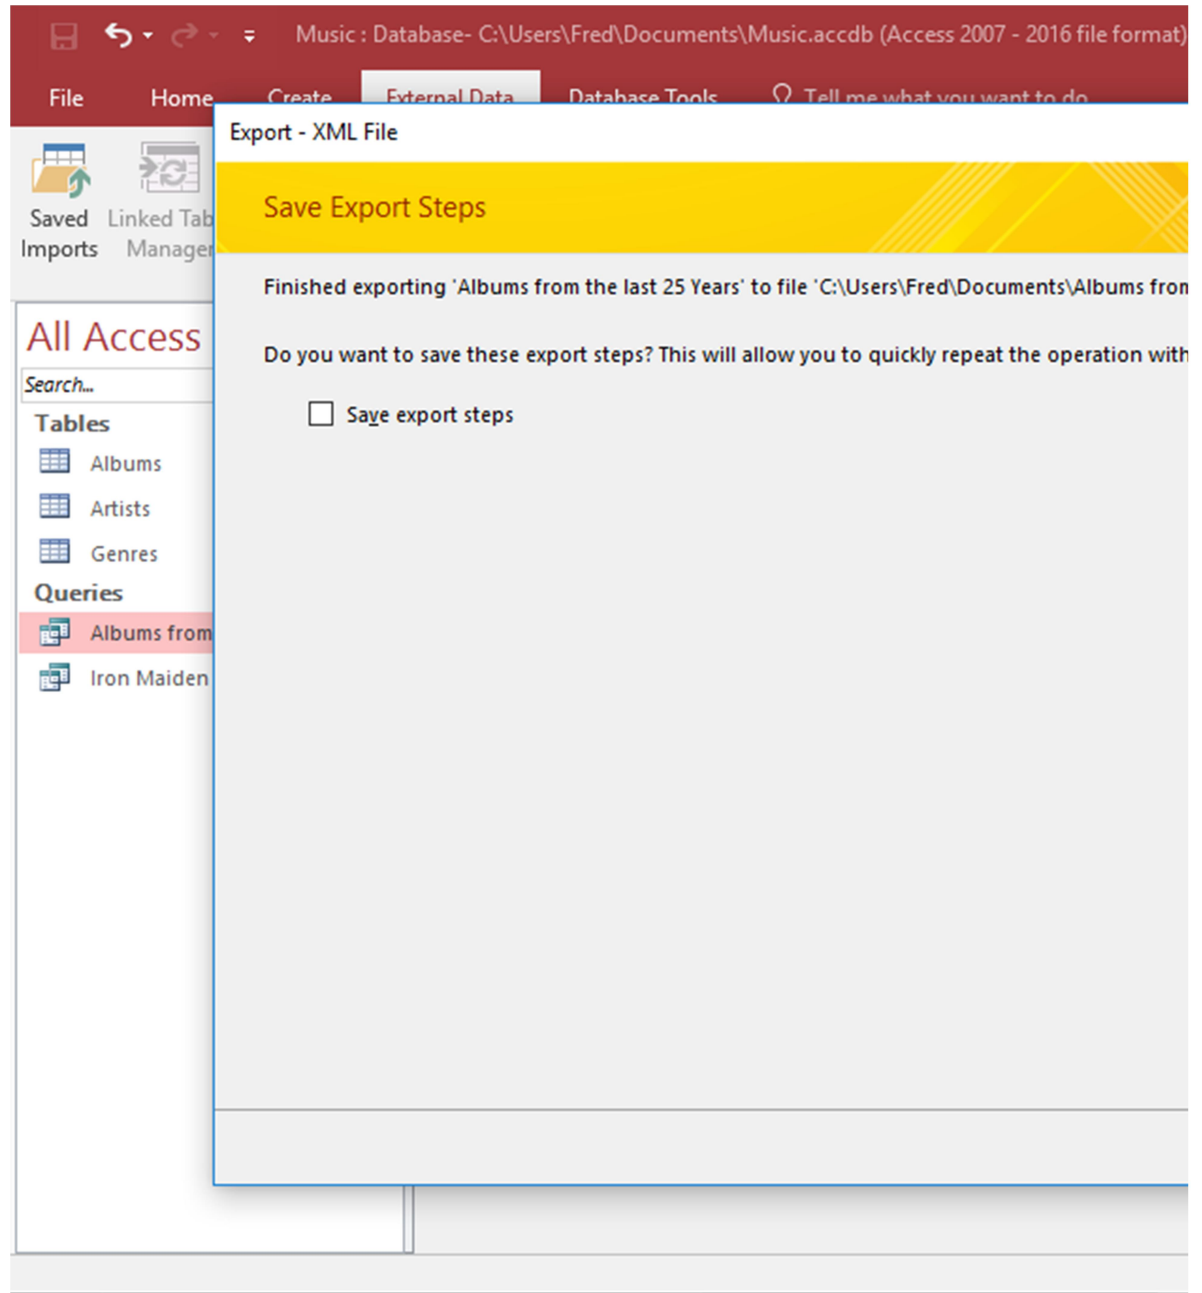 Music : Database- C:\Users\Fred\Documents\Music.accdb (Access 2007 - 2016 file format)
File Home Create External Data Database Tools Tell me what you want to do
Export - XML File
Save Export Steps
Saved Imports
Linked Tab
Manager
Finished exporting 'Albums from the last 25 Years' to file 'C:\Users\Fred\Documents\Albums from
Do you want to save these export steps? This will allow you to quickly repeat the operation with
Save export steps
All Access
Search...
Tables
Albums
Artists
Genres
Queries
Albums from
Iron Maiden